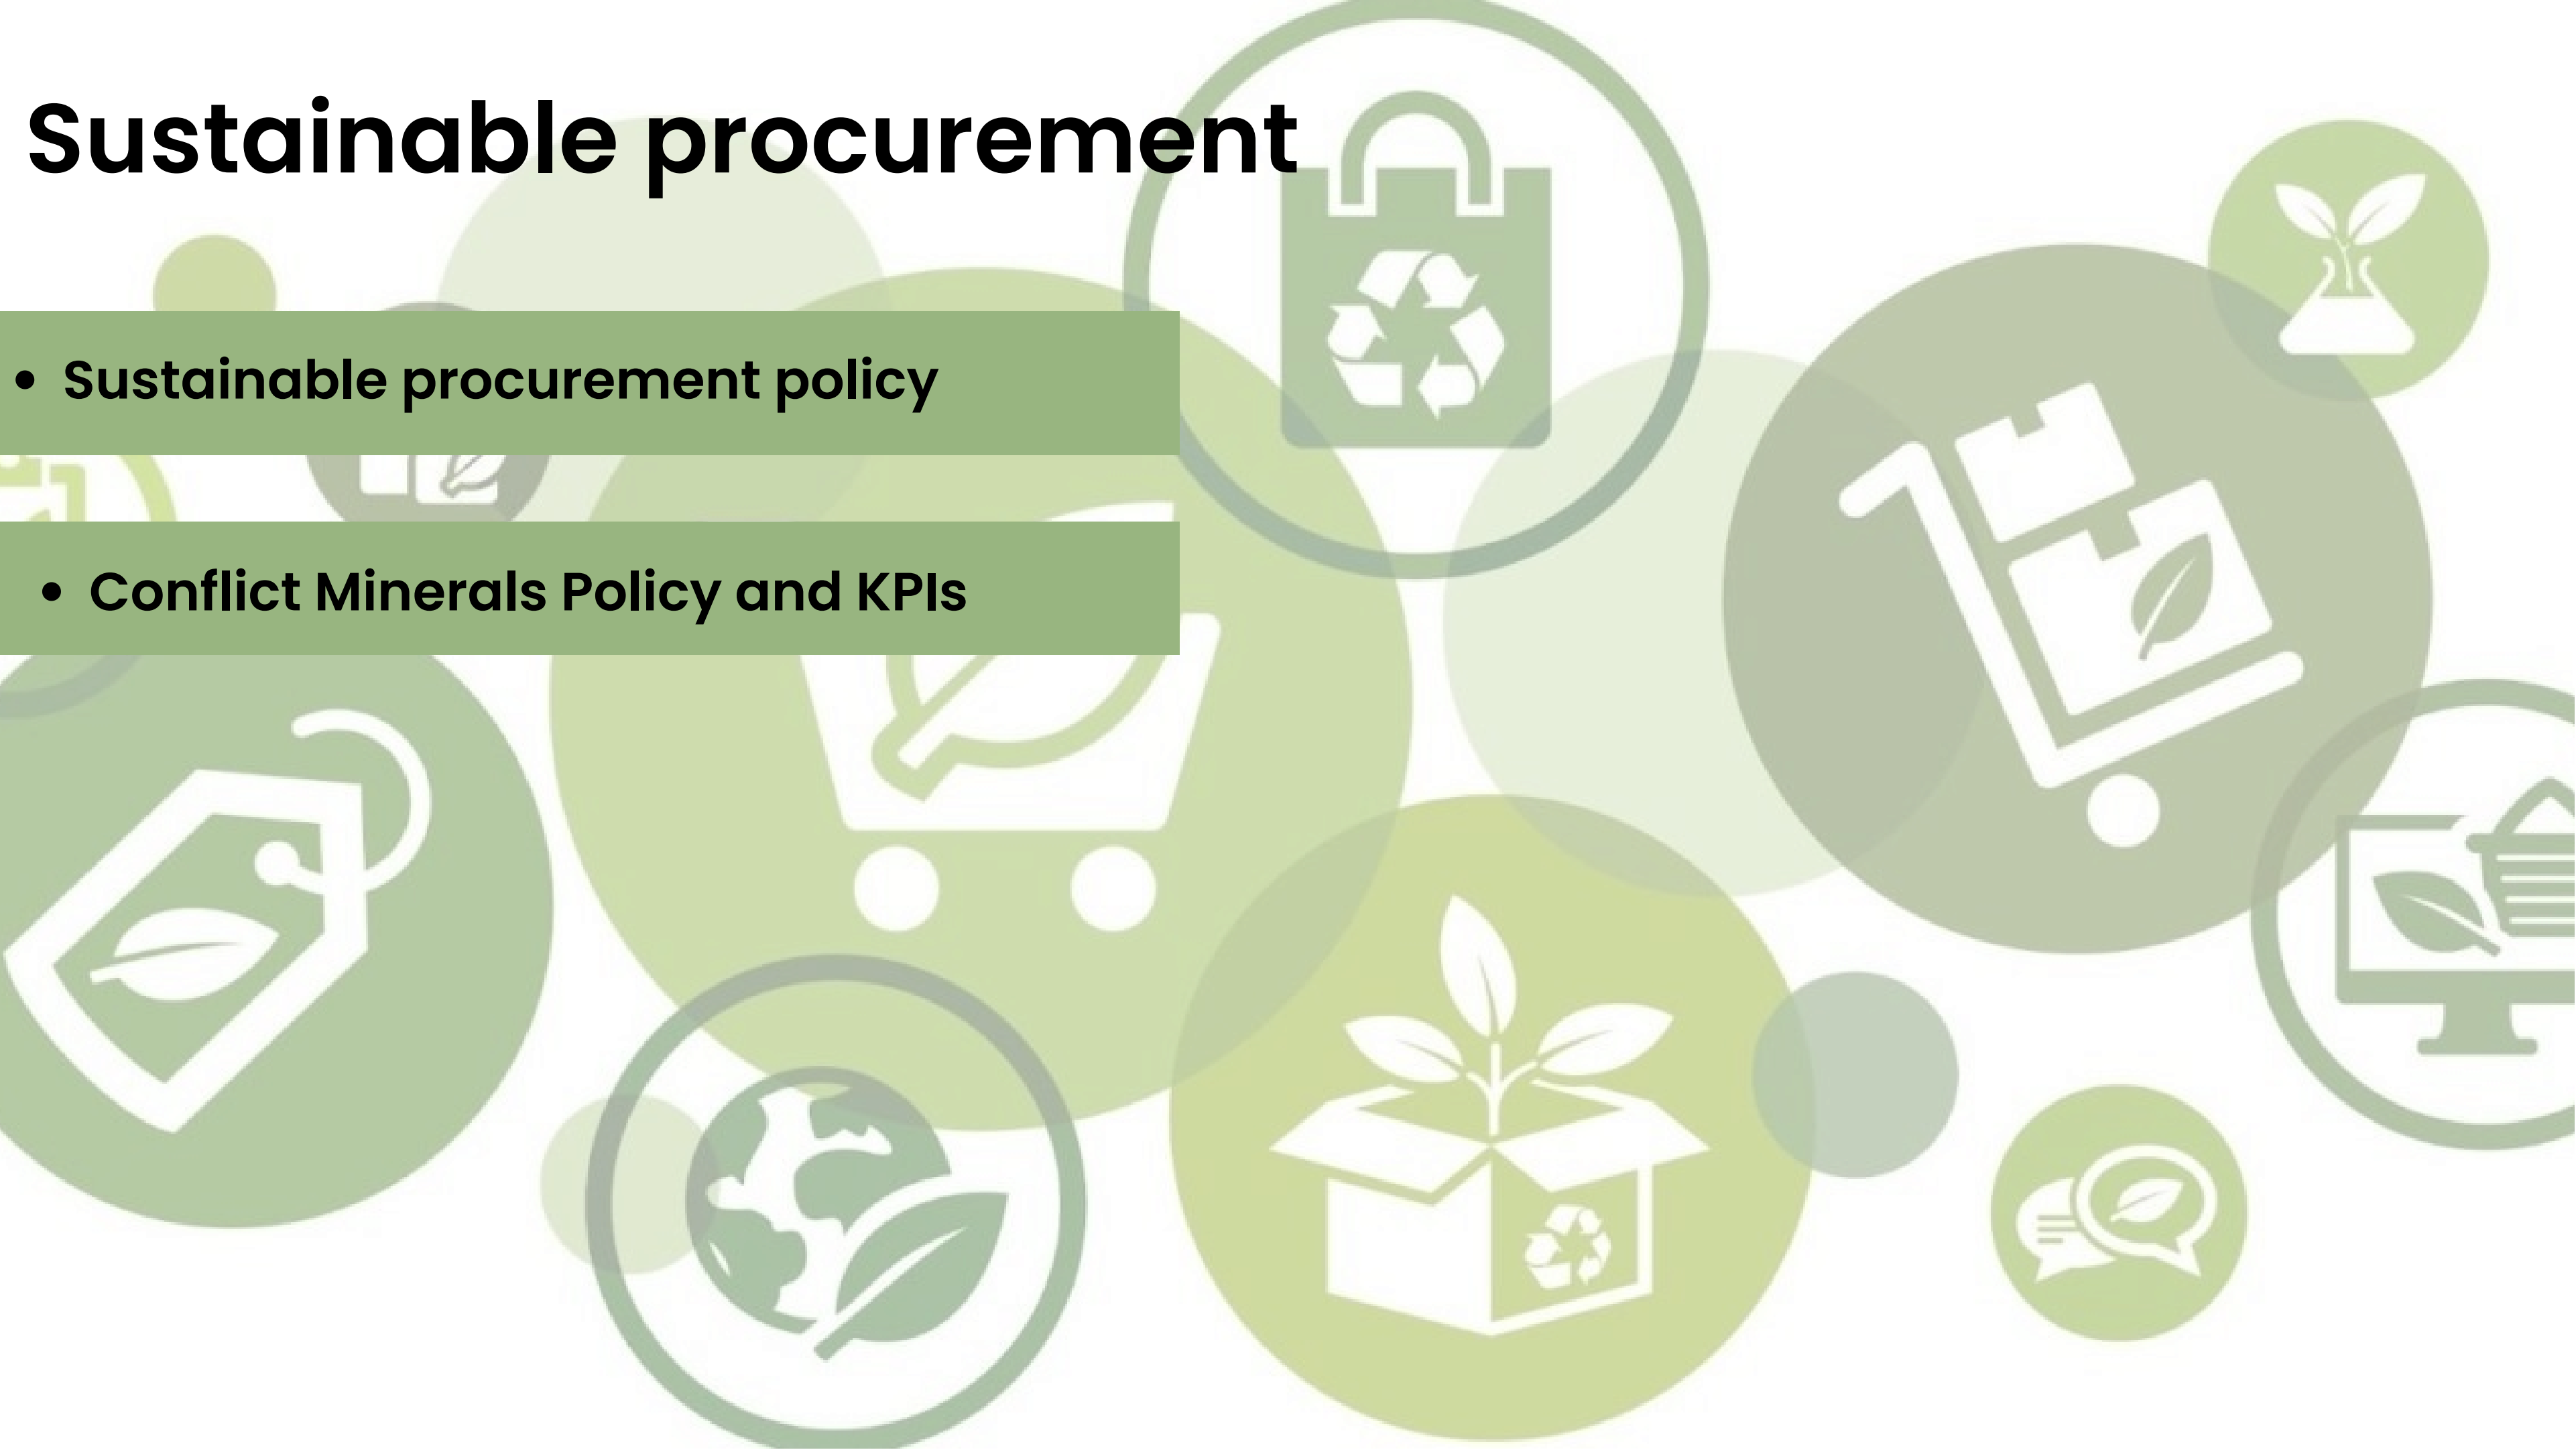 Sustainable procurement
• Sustainable procurement policy
• Conflict Minerals Policy and KPIs